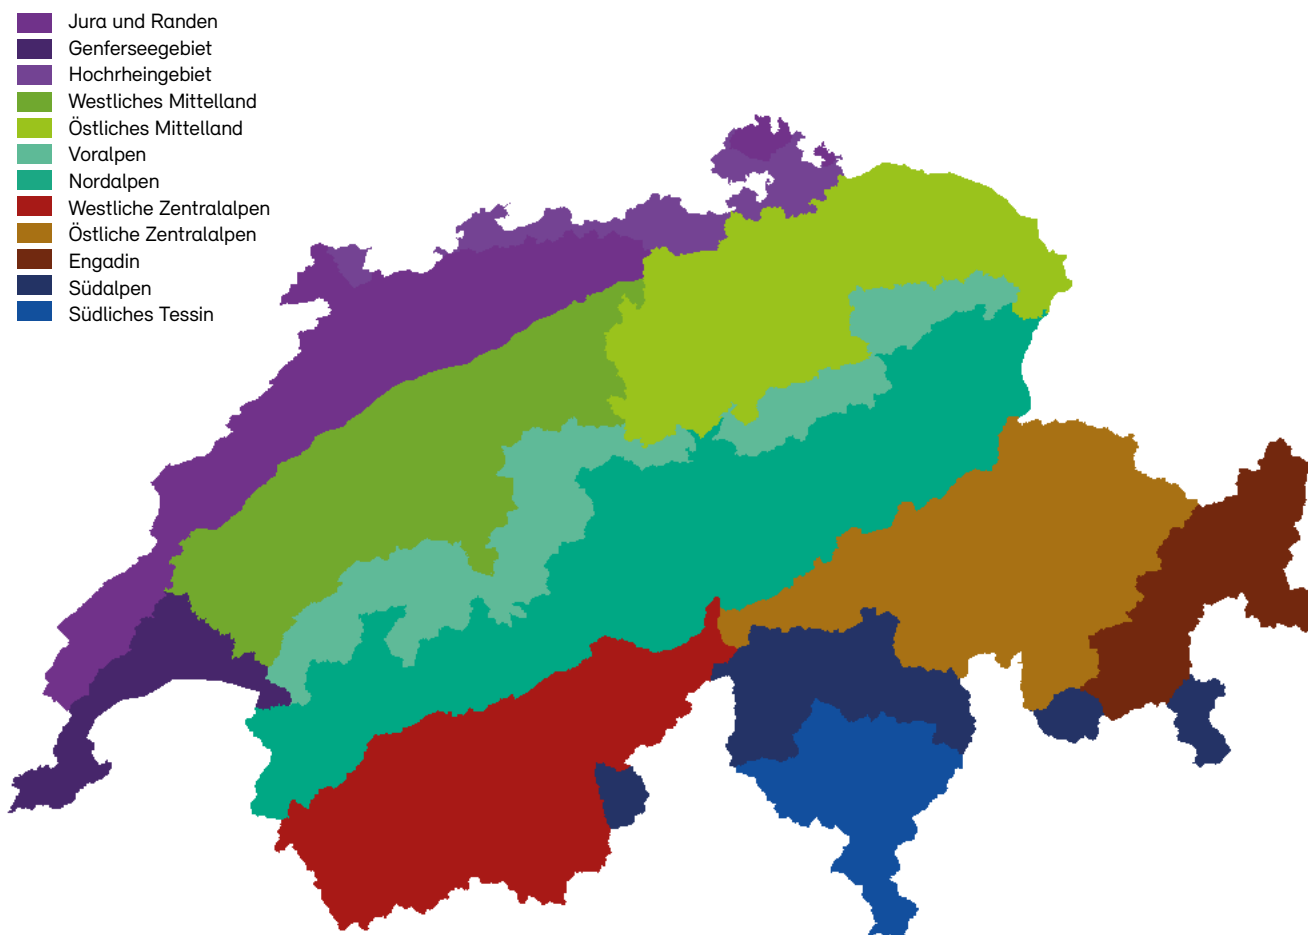 Jura und Randen
Genferseegebiet
Hochrheingebiet
Westliches Mittelland
Östliches Mittelland
Voralpen
Nordalpen
Westliche Zentralalpen
Östliche Zentralalpen
Engadin
Südalpen
Südliches Tessin